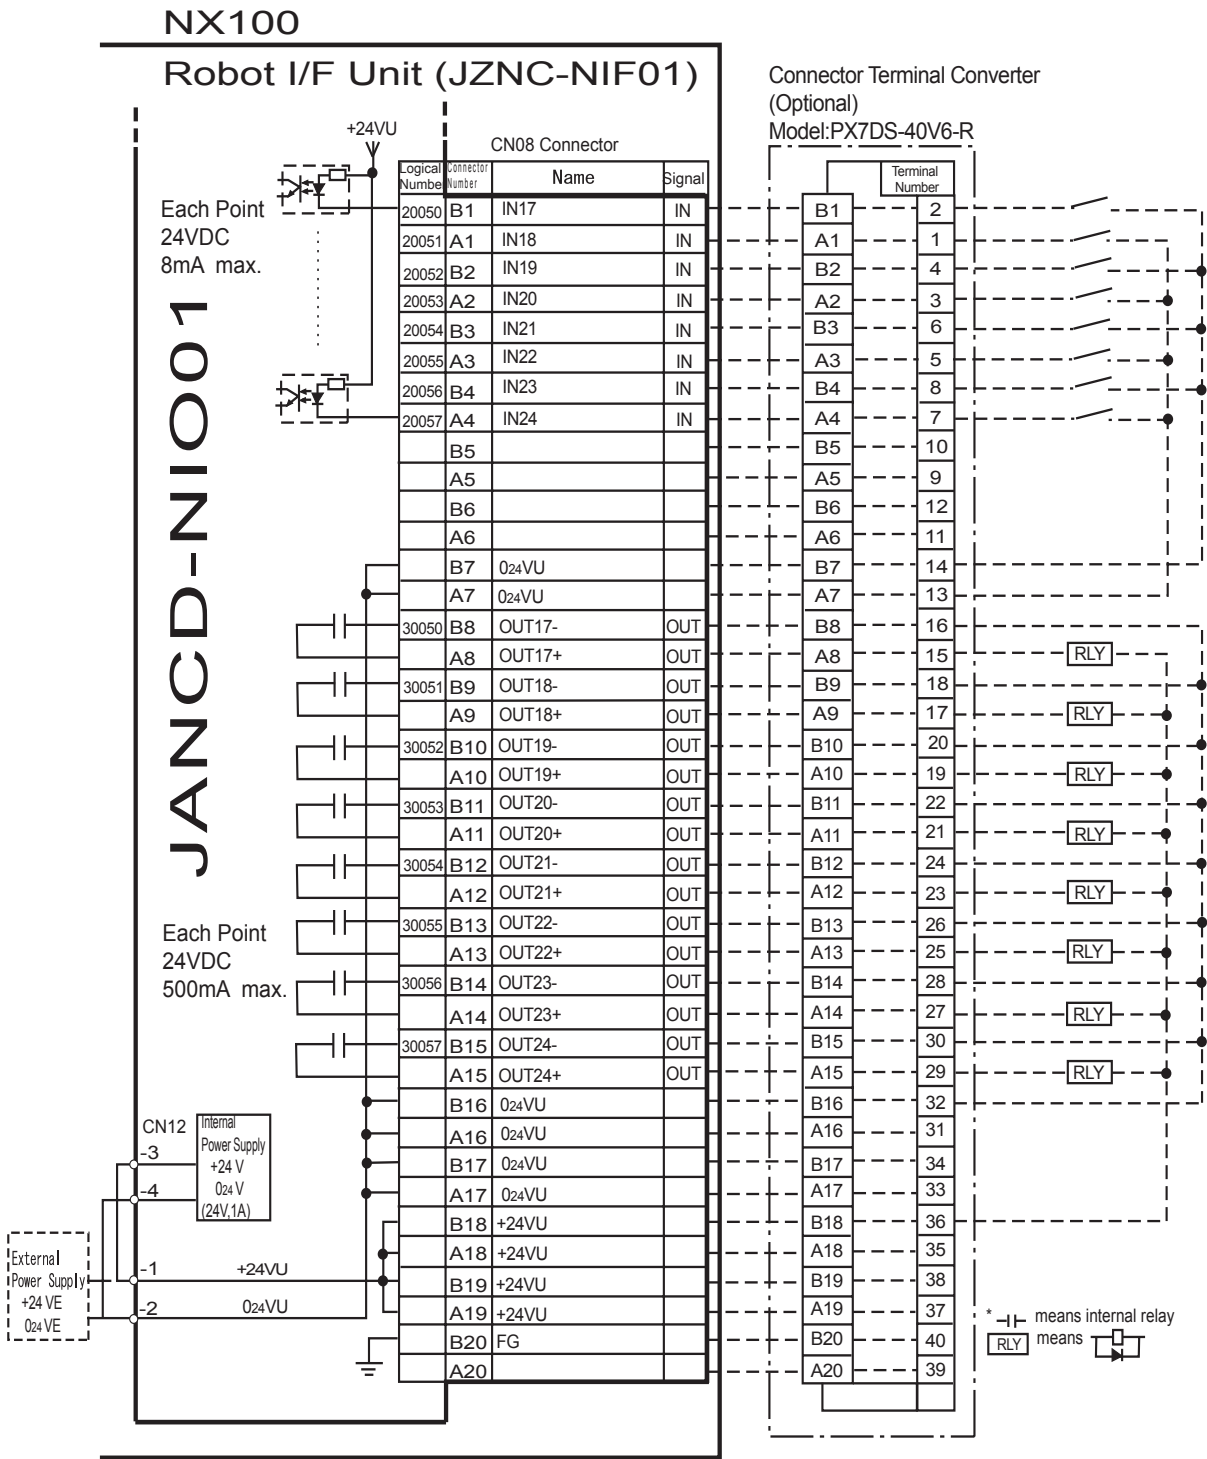 NX100
Robot I/F Unit (JZNC-NIF01)
Connector Terminal Converter
(Optional)
Model:PX7DS-40V6-R
+24VU
CN08 Connector
Logical Numbe Connector Number Name Signal
Terminal Number
Each Point
24VDC
8mA max.
JANCD-NIO01
20050 B1 IN17 IN B1 2
20051 A1 IN18 IN A1 1
20052 B2 IN19 IN B2 4
20053 A2 IN20 IN A2 3
20054 B3 IN21 IN B3 6
20055 A3 IN22 IN A3 5
20056 B4 IN23 IN B4 8
20057 A4 IN24 IN A4 7
B5 B5 10
A5 A5 9
B6 B6 12
A6 A6 11
B7 024VU B7 14
A7 024VU A7 13
30050 B8 OUT17- OUT B8 16
A8 OUT17+ OUT A8 15 RLY
30051 B9 OUT18- OUT B9 18
A9 OUT18+ OUT A9 17 RLY
30052 B10 OUT19- OUT B10 20
A10 OUT19+ OUT A10 19 RLY
30053 B11 OUT20- OUT B11 22
A11 OUT20+ OUT A11 21 RLY
30054 B12 OUT21- OUT B12 24
A12 OUT21+ OUT A12 23 RLY
30055 B13 OUT22- OUT B13 26
A13 OUT22+ OUT A13 25 RLY
30056 B14 OUT23- OUT B14 28
A14 OUT23+ OUT A14 27 RLY
30057 B15 OUT24- OUT B15 30
A15 OUT24+ OUT A15 29 RLY
B16 024VU B16 32
A16 024VU A16 31
B17 024VU B17 34
A17 024VU A17 33
B18 +24VU B18 36
A18 +24VU A18 35
B19 +24VU B19 38
A19 +24VU A19 37
B20 FG B20 40
A20 A20 39
Each Point
24VDC
500mA max.
CN12
-3
-4
Internal
Power Supply
+24 V
024 V
(24V,1A)
External
Power Supply
+24 VE
024 VE
-1 +24VU
-2 024VU
* means internal relay
RLY means